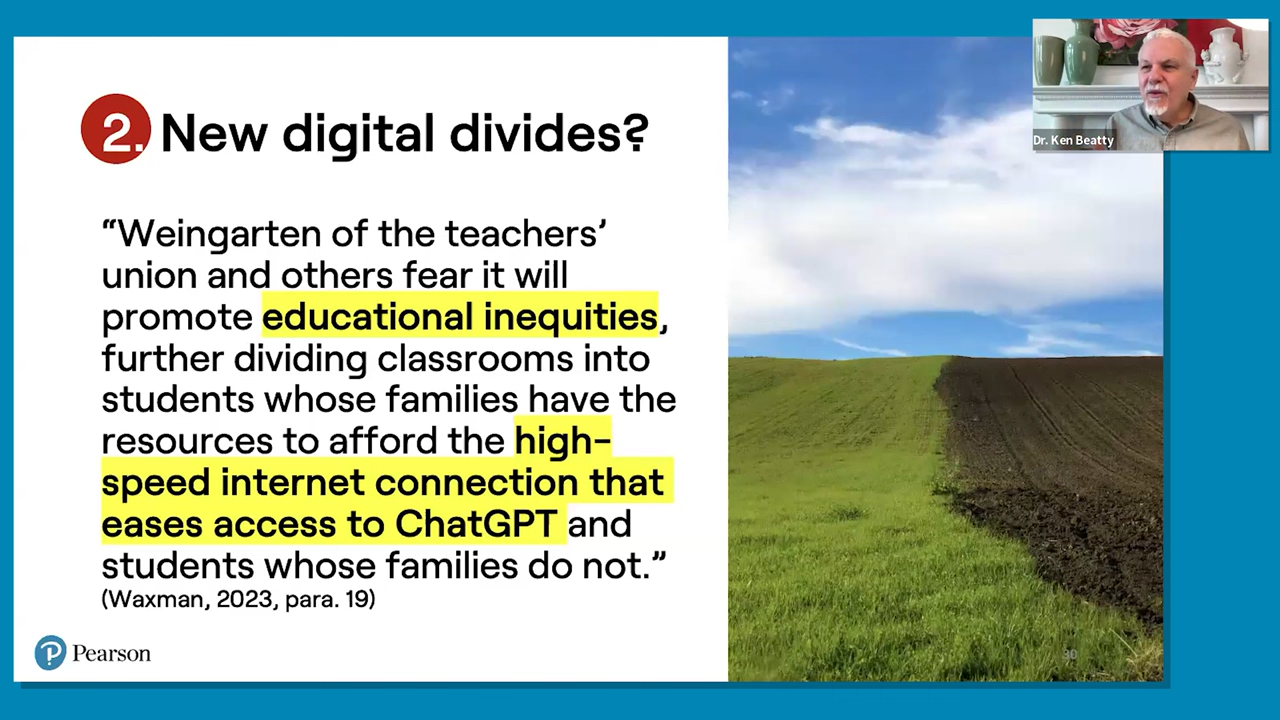 2. New digital divides?
“Weingarten of the teachers’
union and others fear it will
promote educational inequities,
further dividing classrooms into
students whose families have the
resources to afford the high-
speed internet connection that
eases access to ChatGPT and
students whose families do not.”
(Waxman, 2023, para. 19)
Pearson
Dr. Ken Beatty
30